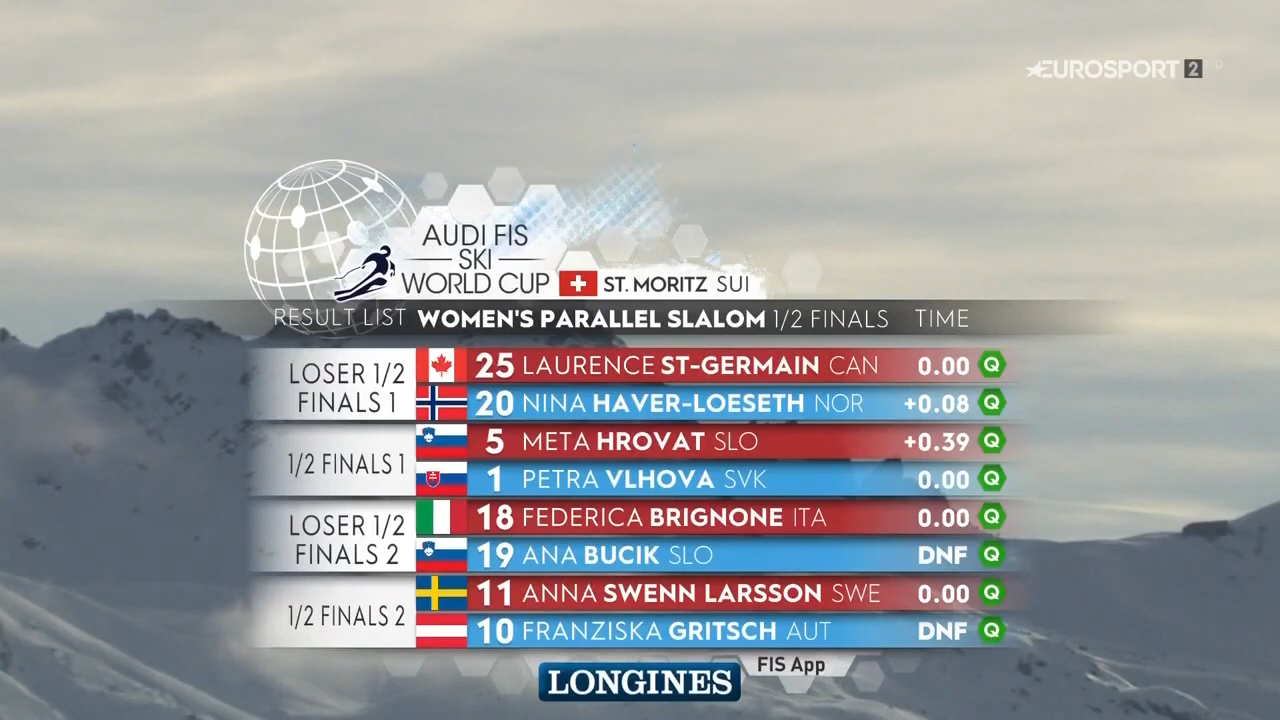 EUROSPORT 2
AUDI FIS
SKI
WORLD CUP
ST. MORITZ SUI
RESULT LIST WOMEN'S PARALLEL SLALOM 1/2 FINALS TIME
LOSER 1/2 FINALS 1
25 LAURENCE ST-GERMAIN CAN 0.00 Q
20 NINA HAVER-LOESETH NOR +0.08 Q
1/2 FINALS 1
5 META HROVAT SLO +0.39 Q
1 PETRA VLHOVA SVK 0.00 Q
LOSER 1/2 FINALS 2
18 FEDERICA BRIGNONE ITA 0.00 Q
19 ANA BUCIK SLO DNF Q
1/2 FINALS 2
11 ANNA SWENN LARSSON SWE 0.00 Q
10 FRANZISKA GRITSCH AUT DNF Q
FIS App
LONGINES